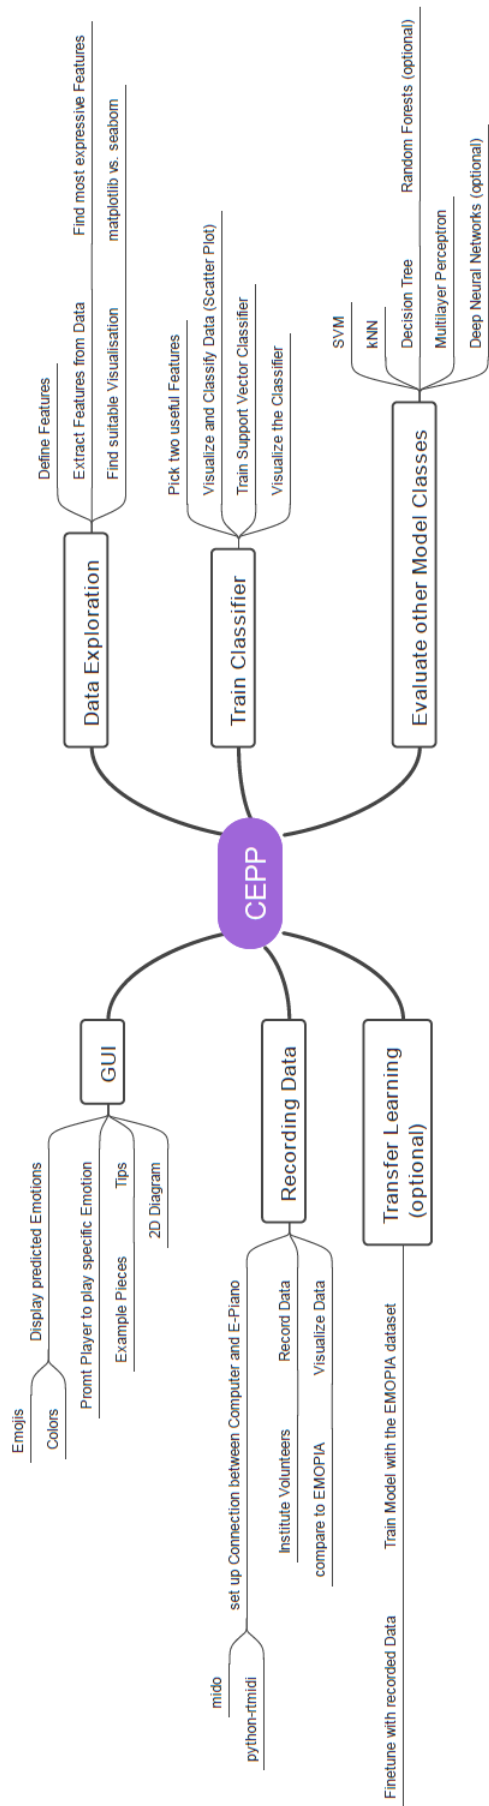 CEPP
Data Exploration
Define Features
Extract Features from Data
Find most expressive Features
Find suitable Visualisation
matplotlib vs. seaborn
Train Classifier
Pick two useful Features
Visualize and Classify Data (Scatter Plot)
Train Support Vector Classifier
Visualize the Classifier
Evaluate other Model Classes
SVM
kNN
Decision Tree
Random Forests (optional)
Multilayer Perceptron
Deep Neural Networks (optional)
GUI
Display predicted Emotions
Emojis
Colors
Promt Player to play specific Emotion
Tips
Example Pieces
2D Diagram
Recording Data
set up Connection between Computer and E-Piano
mido
python-rtmidi
Record Data
Institute Volunteers
Visualize Data
compare to EMOPIA
Transfer Learning
(optional)
Train Model with the EMOPIA dataset
Finetune with recorded Data